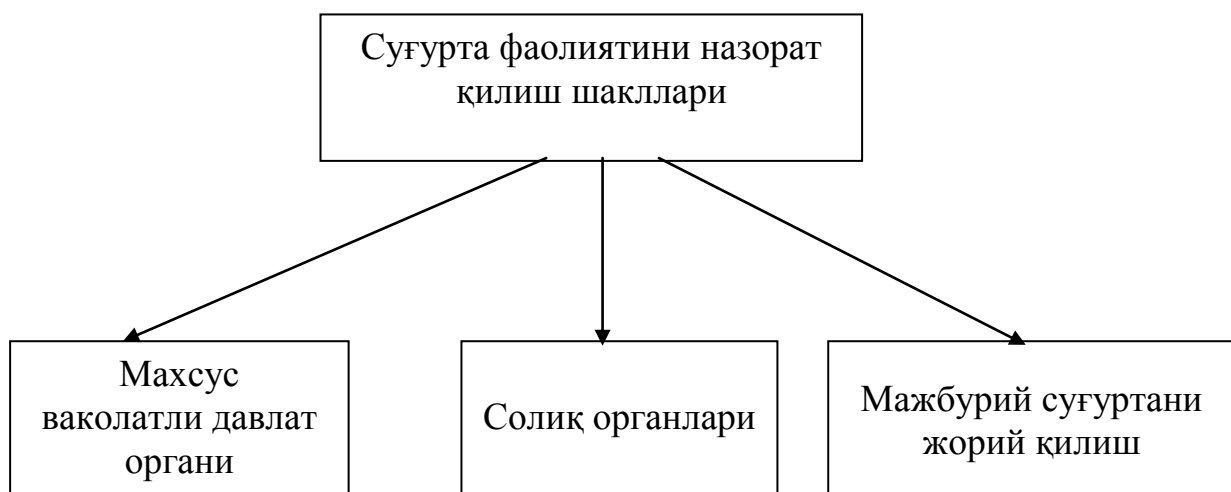 Суғурта фаолиятини назорат
қилиш шакллари
Махсус
ваколатли давлат
органи
Солиқ органлари
Мажбурий суғуртани
жорий қилиш